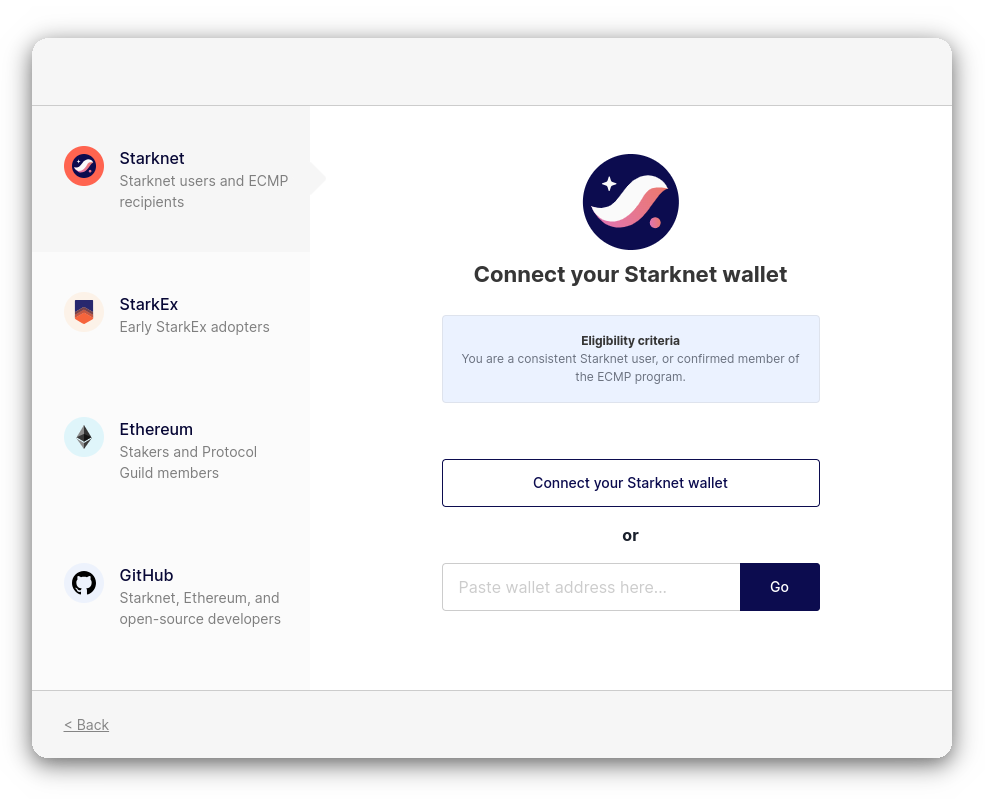 Starknet
Starknet users and ECMP
recipients
StarkEx
Early StarkEx adopters
Ethereum
Stakers and Protocol
Guild members
GitHub
Starknet, Ethereum, and
open-source developers
Connect your Starknet wallet
Eligibility criteria
You are a consistent Starknet user, or confirmed member of
the ECMP program.
Connect your Starknet wallet
or
Paste wallet address here...
Go
< Back